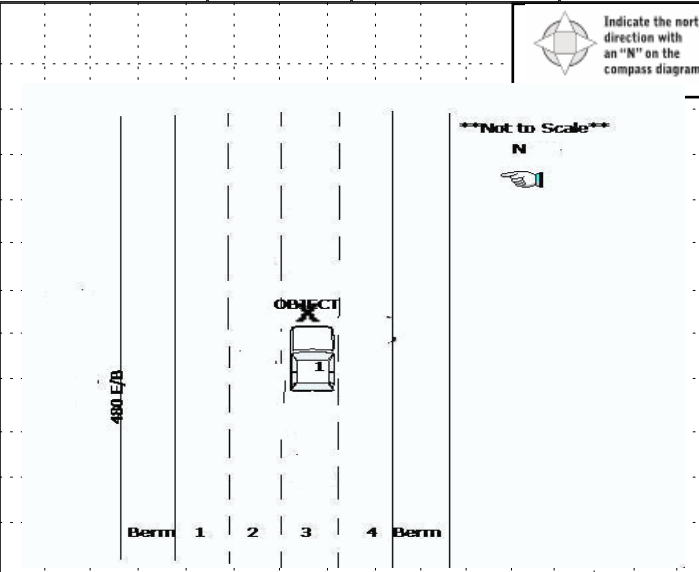 Indicate the nort
direction with
an “N” on the
compass diagram
**Not to Scale**
N
OBJECT
X
1
480 E/B
Berm 1 2 3 4 Berm